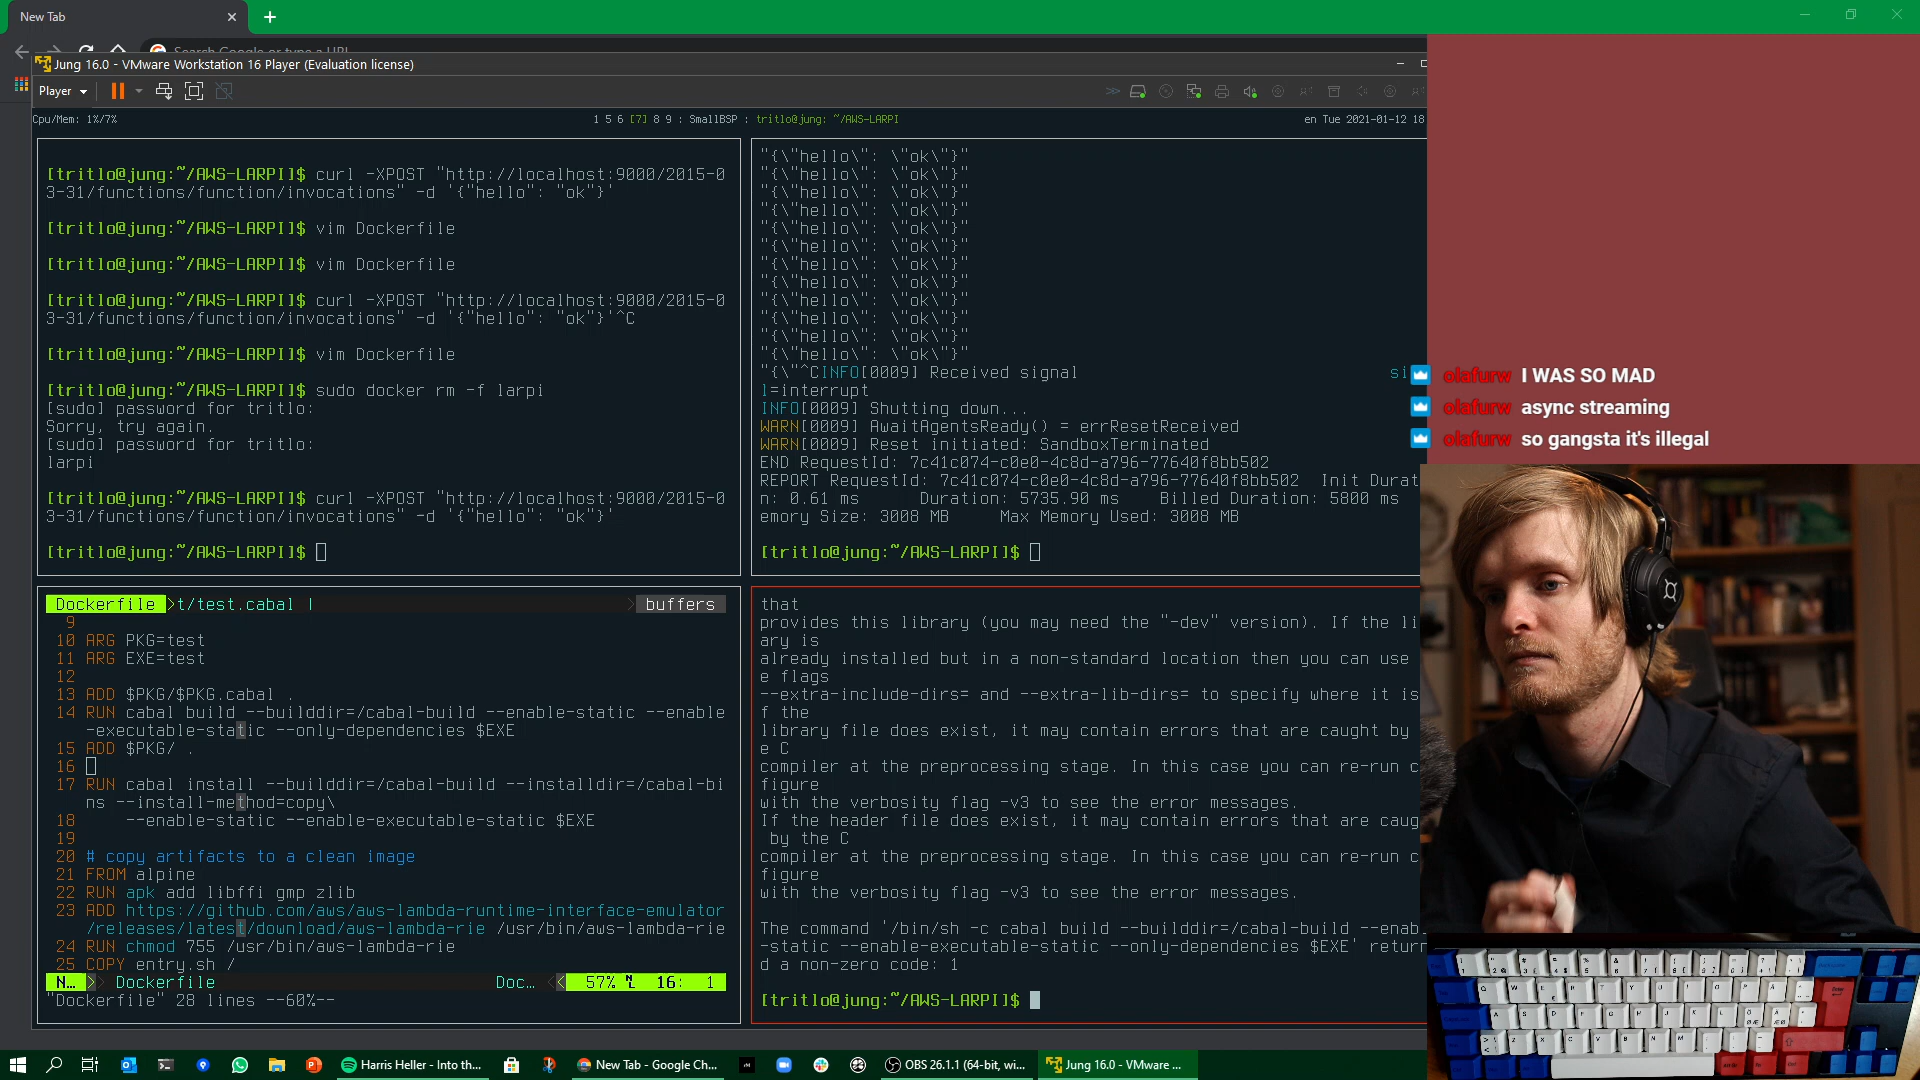 New Tab
Search Google or type a URL
Jung 16.0 - VMware Workstation 16 Player (Evaluation license)
Player
Cpu/Mem: 1%/7%
1 5 6 [7] 8 9 : SmallBSP : tritlo@jung: ~/AWS-LARPI
en Tue 2021-01-12 18
[tritlo@jung:~/AWS-LARPI]$ curl -XPOST "http://localhost:9000/2015-0
3-31/functions/function/invocations" -d '{"hello": "ok"}'
[tritlo@jung:~/AWS-LARPI]$ vim Dockerfile
[tritlo@jung:~/AWS-LARPI]$ vim Dockerfile
[tritlo@jung:~/AWS-LARPI]$ curl -XPOST "http://localhost:9000/2015-0
3-31/functions/function/invocations" -d '{"hello": "ok"}'^C
[tritlo@jung:~/AWS-LARPI]$ vim Dockerfile
[tritlo@jung:~/AWS-LARPI]$ sudo docker rm -f larpi
[sudo] password for tritlo:
Sorry, try again.
[sudo] password for tritlo:
larpi
[tritlo@jung:~/AWS-LARPI]$ curl -XPOST "http://localhost:9000/2015-0
3-31/functions/function/invocations" -d '{"hello": "ok"}'
[tritlo@jung:~/AWS-LARPI]$
"{\"hello\": \"ok\"}"
"{\"hello\": \"ok\"}"
"{\"hello\": \"ok\"}"
"{\"hello\": \"ok\"}"
"{\"hello\": \"ok\"}"
"{\"hello\": \"ok\"}"
"{\"hello\": \"ok\"}"
"{\"hello\": \"ok\"}"
"{\"hello\": \"ok\"}"
"{\"hello\": \"ok\"}"
"{\"hello\": \"ok\"}"
"{\"hello\": \"ok\"}"
"{\"^CINFO[0009] Received signal si
l=interrupt
INFO[0009] Shutting down...
WARN[0009] AwaitAgentsReady() = errResetReceived
WARN[0009] Reset initiated: SandboxTerminated
END RequestId: 7c41c074-c0e0-4c8d-a796-77640f8bb502
REPORT RequestId: 7c41c074-c0e0-4c8d-a796-77640f8bb502 Init Durat
n: 0.61 ms Duration: 5735.90 ms Billed Duration: 5800 ms
emory Size: 3008 MB Max Memory Used: 3008 MB
[tritlo@jung:~/AWS-LARPI]$
olafurw I WAS SO MAD
olafurw async streaming
olafurw so gangsta it's illegal
Dockerfile >t/test.cabal | buffers
9
10 ARG PKG=test
11 ARG EXE=test
12
13 ADD $PKG/$PKG.cabal .
14 RUN cabal build --builddir=/cabal-build --enable-static --enable
-executable-static --only-dependencies $EXE
15 ADD $PKG/ .
16
17 RUN cabal install --builddir=/cabal-build --installdir=/cabal-bi
ns --install-method=copy\
18 --enable-static --enable-executable-static $EXE
19
20 # copy artifacts to a clean image
21 FROM alpine
22 RUN apk add libffi gmp zlib
23 ADD https://github.com/aws/aws-lambda-runtime-interface-emulator
/releases/latest/download/aws-lambda-rie /usr/bin/aws-lambda-rie
24 RUN chmod 755 /usr/bin/aws-lambda-rie
25 COPY entry.sh /
N... Dockerfile Doc... 57% 16: 1
"Dockerfile" 28 lines --60%--
that
provides this library (you may need the "-dev" version). If the li
ary is
already installed but in a non-standard location then you can use
e flags
--extra-include-dirs= and --extra-lib-dirs= to specify where it is
f the
library file does exist, it may contain errors that are caught by
e C
compiler at the preprocessing stage. In this case you can re-run c
figure
with the verbosity flag -v3 to see the error messages.
If the header file does exist, it may contain errors that are caug
by the C
compiler at the preprocessing stage. In this case you can re-run c
figure
with the verbosity flag -v3 to see the error messages.
The command '/bin/sh -c cabal build --builddir=/cabal-build --enab
-static --enable-executable-static --only-dependencies $EXE' return
d a non-zero code: 1
[tritlo@jung:~/AWS-LARPI]$
Harris Heller - Into th...
New Tab - Google Ch...
OBS 26.1.1 (64-bit, wi...
Jung 16.0 - VMware ...